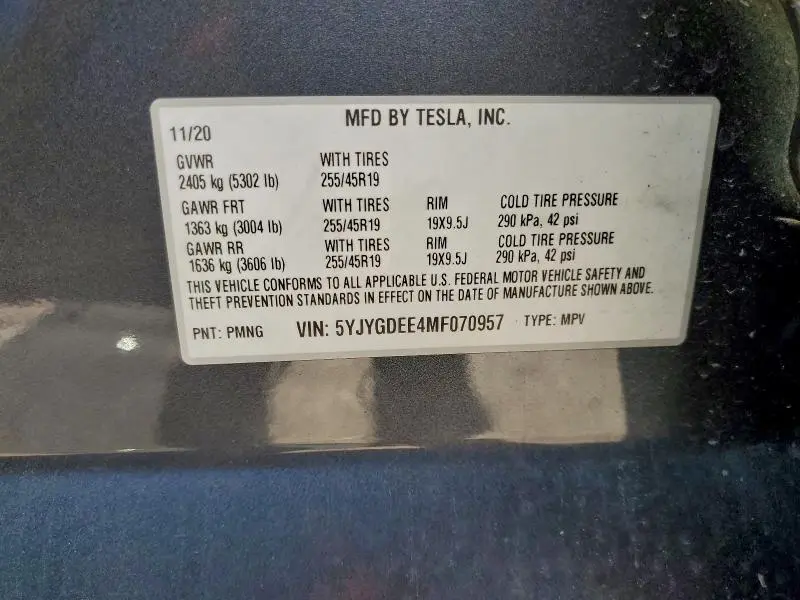 MFD BY TESLA, INC.
11/20
GVWR WITH TIRES
2405 kg (5302 lb) 255/45R19
GAWR FRT WITH TIRES RIM COLD TIRE PRESSURE
1363 kg (3004 lb) 255/45R19 19X9.5J 290 kPa, 42 psi
GAWR RR WITH TIRES RIM COLD TIRE PRESSURE
1636 kg (3606 lb) 255/45R19 19X9.5J 290 kPa, 42 psi
THIS VEHICLE CONFORMS TO ALL APPLICABLE U.S. FEDERAL MOTOR VEHICLE SAFETY AND
THEFT PREVENTION STANDARDS IN EFFECT ON THE DATE OF MANUFACTURE SHOWN ABOVE.
PNT: PMNG VIN: 5YJYGDEE4MF070957 TYPE: MPV